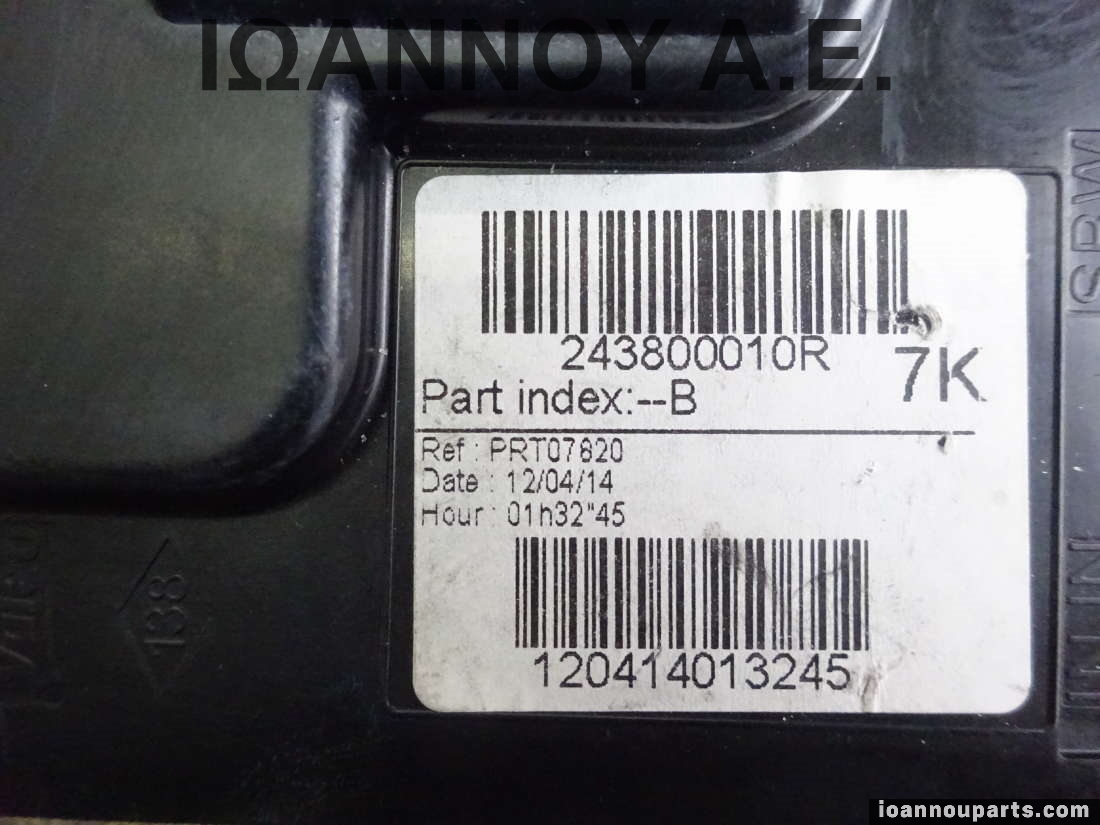 ΙΩΑΝΝΟΥ Α.Ε.
243800010R
7K
Part index:--B
Ref : PRT07820
Date : 12/04/14
Hour : 01h32"45
120414013245
138
ioannouparts.com